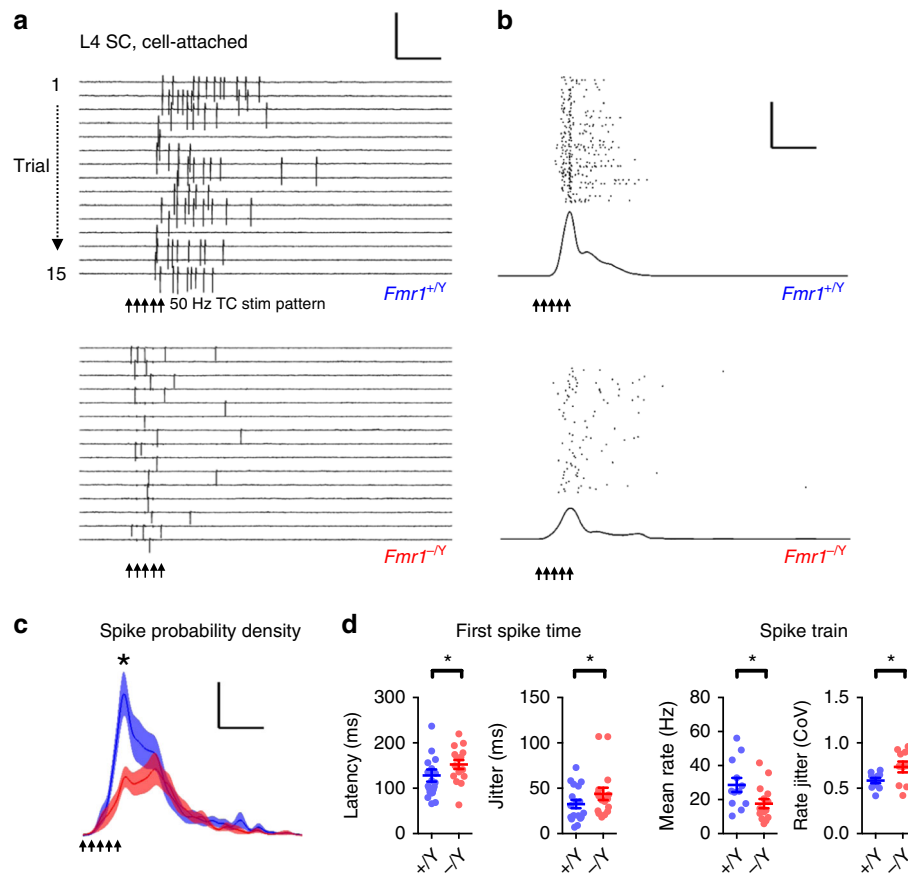 a
L4 SC, cell-attached
1
Trial
15
Fmr1+/Y
50 Hz TC stim pattern
Fmr1–/Y
b
Fmr1+/Y
Fmr1–/Y
c
Spike probability density
*
d
First spike time
Spike train
*
*
*
*
Latency (ms)
300
200
100
0
+/Y
–/Y
Jitter (ms)
150
100
50
0
+/Y
–/Y
Mean rate (Hz)
80
60
40
20
0
+/Y
–/Y
Rate jitter (CoV)
1.5
1.0
0.5
0.0
+/Y
–/Y